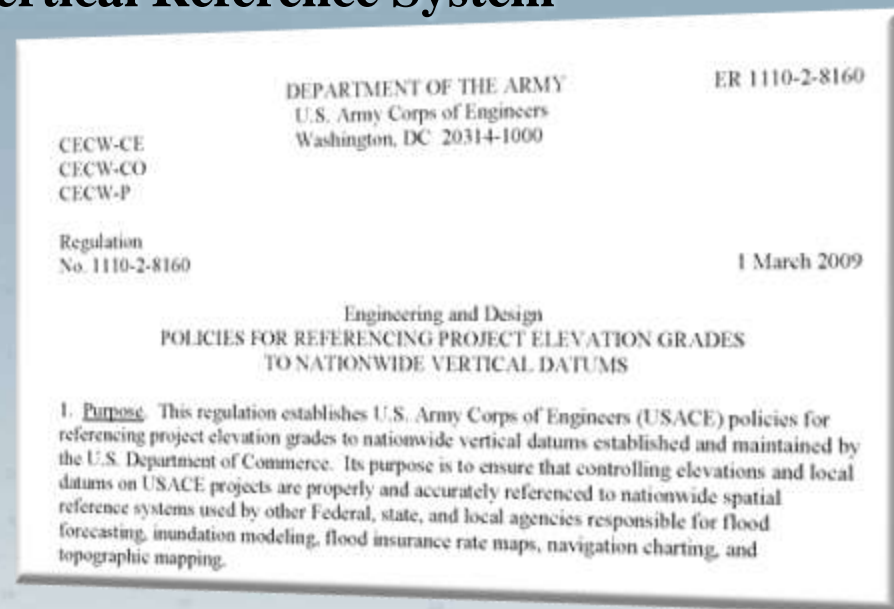 Vertical Reference System
DEPARTMENT OF THE ARMY
ER 1110-2-8160
U.S. Army Corps of Engineers
Washington, DC 20314-1000
CECW-CE
CECW-CO
CECW-P
Regulation
No. 1110-2-8160
1 March 2009
Engineering and Design
POLICIES FOR REFERENCING PROJECT ELEVATION GRADES
TO NATIONWIDE VERTICAL DATUMS
1. Purpose. This regulation establishes U.S. Army Corps of Engineers (USACE) policies for
referencing project elevation grades to nationwide vertical datums established and maintained by
the U.S. Department of Commerce. Its purpose is to ensure that controlling elevations and local
datums on USACE projects are properly and accurately referenced to nationwide spatial
reference systems used by other Federal, state, and local agencies responsible for flood
forecasting, inundation modeling, flood insurance rate maps, navigation charting, and
topographic mapping.